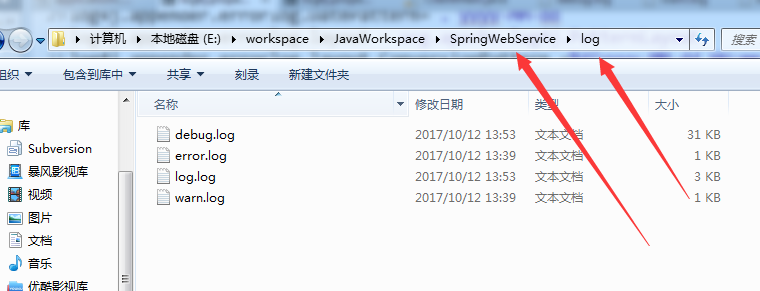 计算机 本地磁盘 (E:) workspace JavaWorkspace SpringWebService log 搜索
组织 包含到库中 共享 刻录 新建文件夹
名称 修改日期 类型 大小
库
Subversion
暴风影视库
视频
图片
文档
音乐
优酷影视库
debug.log 2017/10/12 13:53 文本文档 31 KB
error.log 2017/10/12 13:39 文本文档 1 KB
log.log 2017/10/12 13:53 文本文档 3 KB
warn.log 2017/10/12 13:39 文本文档 1 KB